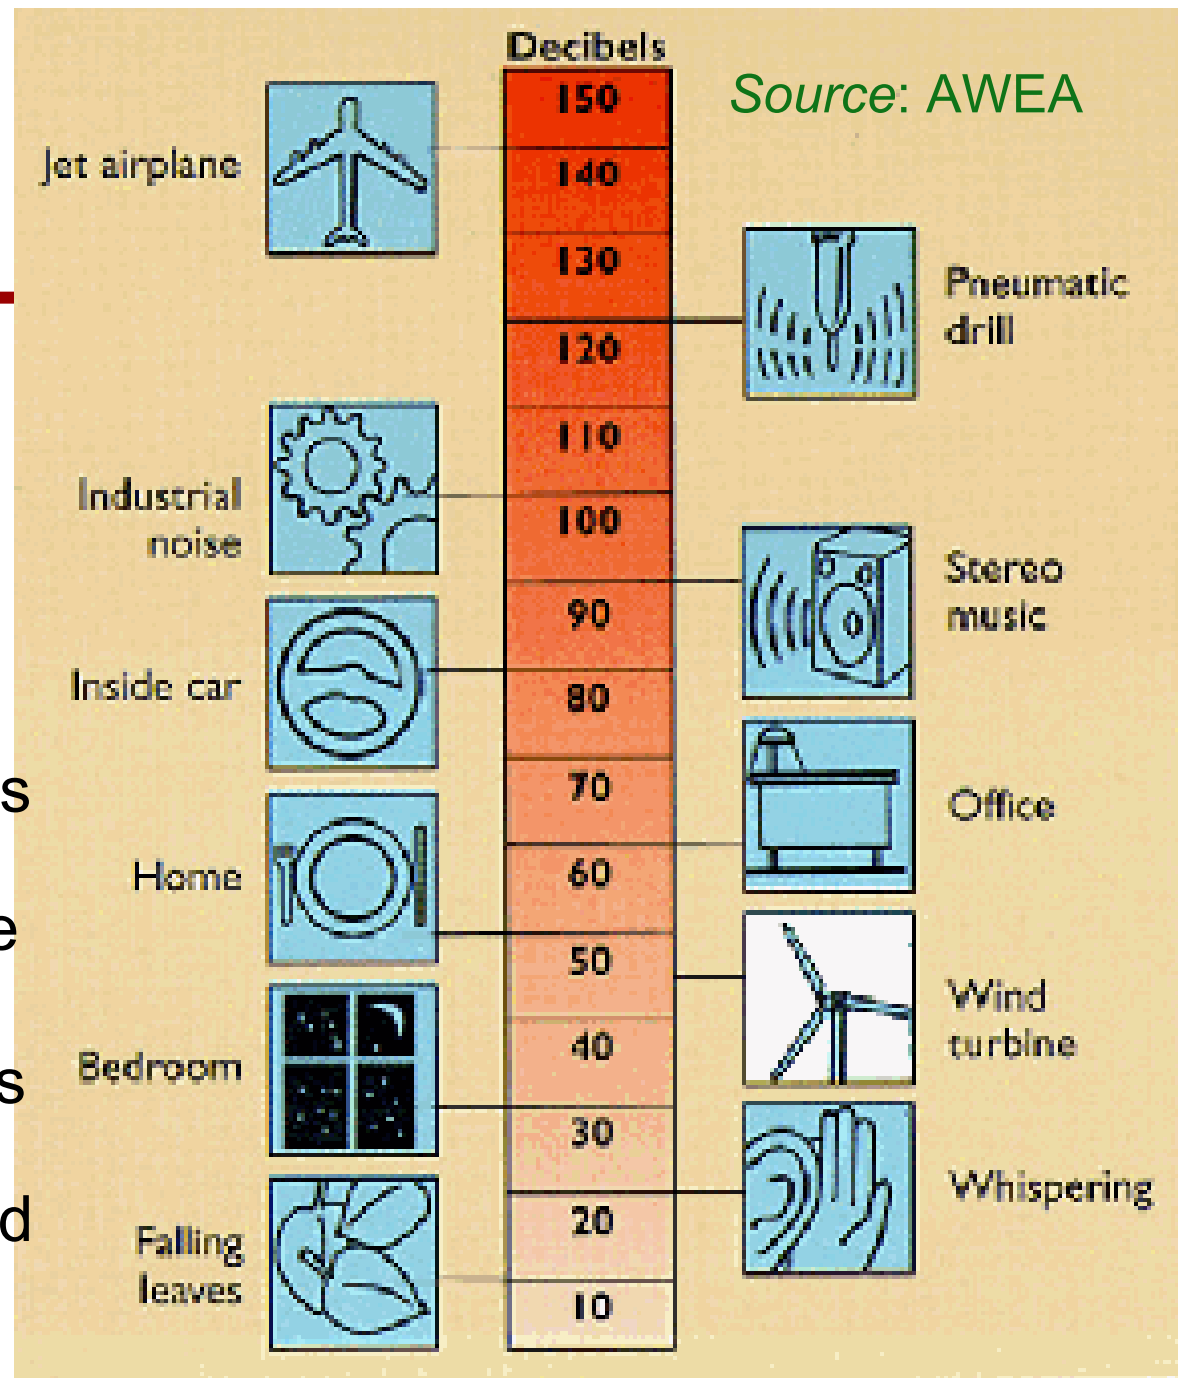 Decibels
Source: AWEA
150
Jet airplane
140
130
Pneumatic
drill
120
110
Industrial
noise
100
Stereo
music
90
Inside car
80
70
s
Office
Home
60
e
50
Wind
turbine
40
Bedroom
s
30
Whispering
20
d
Falling
leaves
10